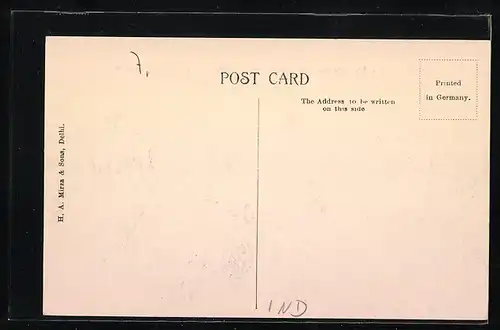 7.
POST CARD
The Address to be written
on this side
Printed
in Germany.
H. A. Mirza & Sons, Delhi.
IND